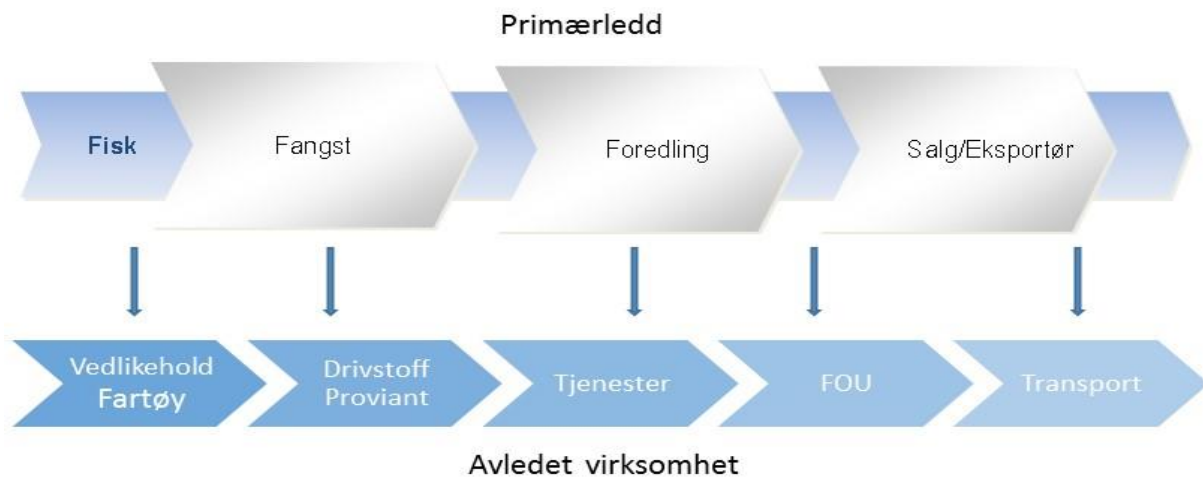 Primærledd
Fisk
Fangst
Foredling
Salg/Eksportør
Vedlikehold
Fartøy
Drivstoff
Proviant
Tjenester
FOU
Transport
Avledet virksomhet